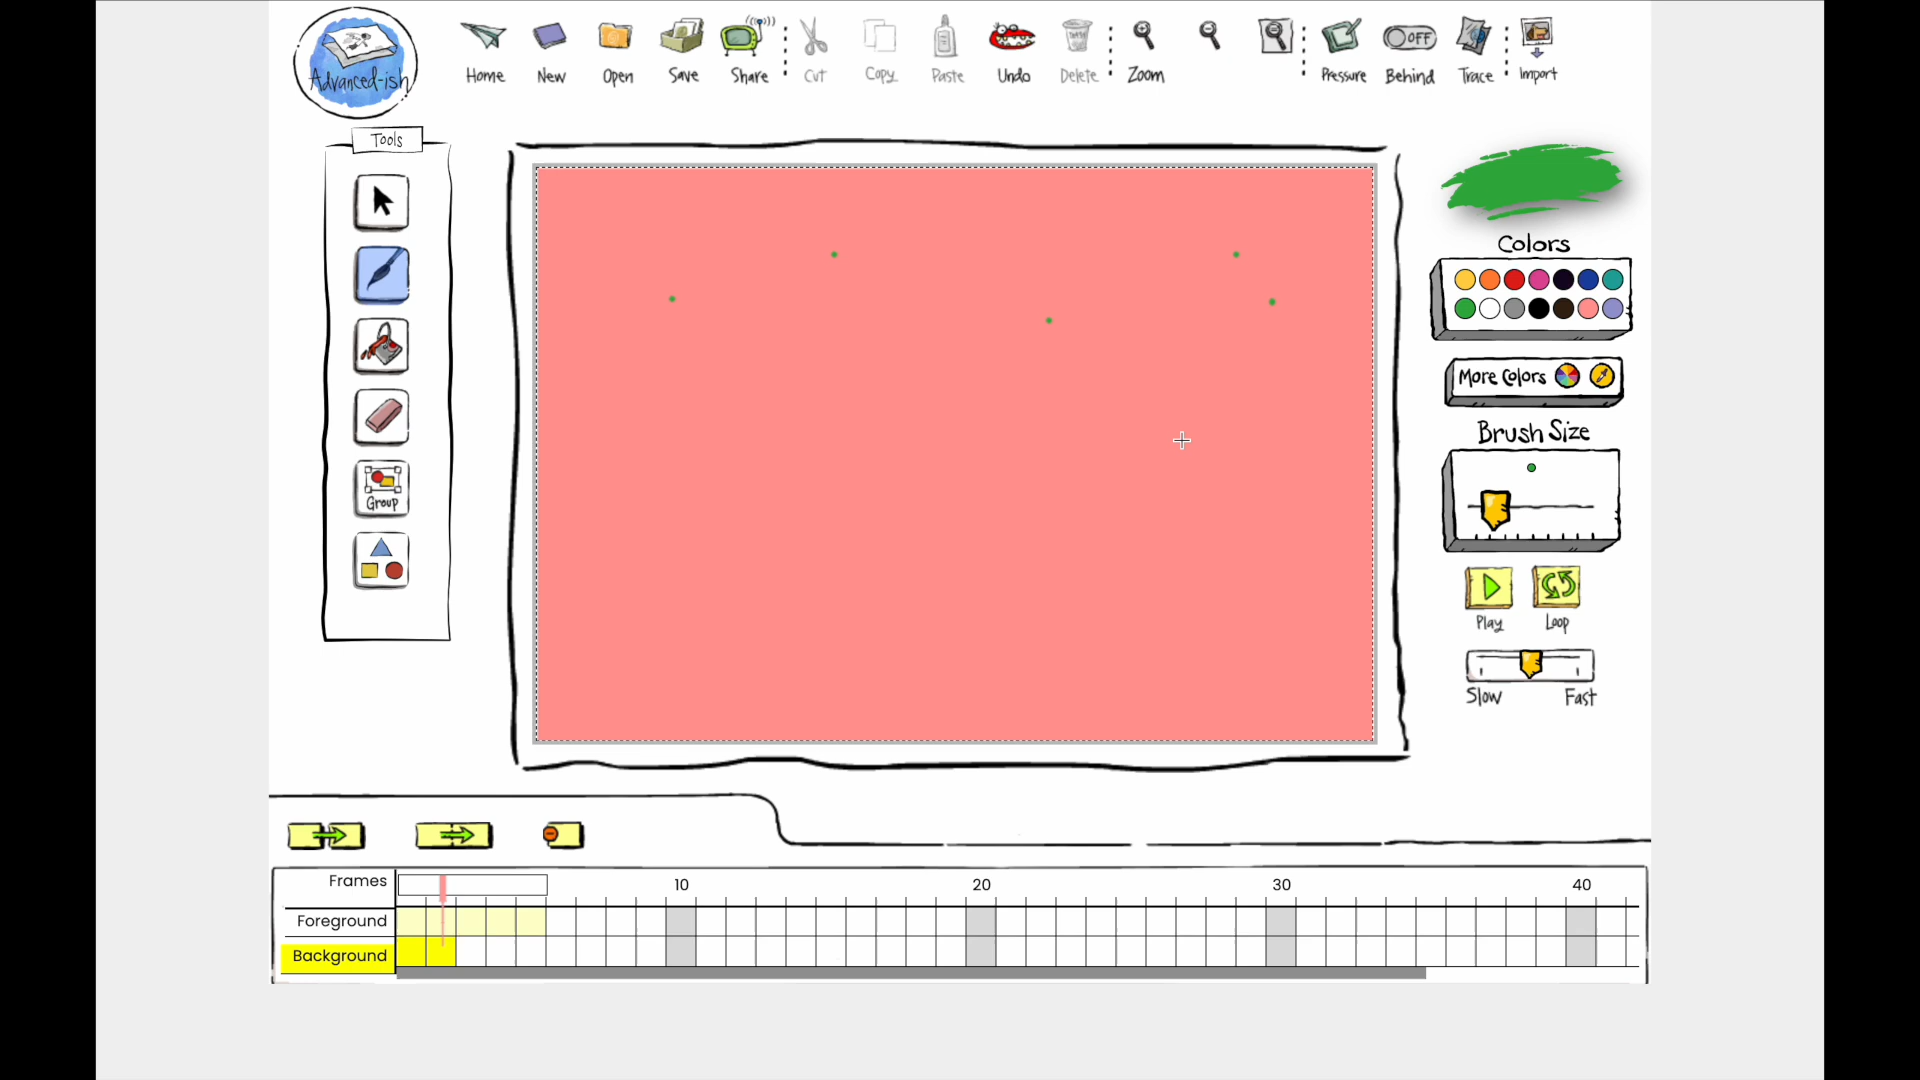 Advanced-ish
Home New Open Save Share Cut Copy Paste Undo Delete Zoom Pressure OFF Behind Trace Import
Tools
Group
Colors
More Colors
Brush Size
Play Loop
Slow Fast
Frames 10 20 30 40
Foreground
Background